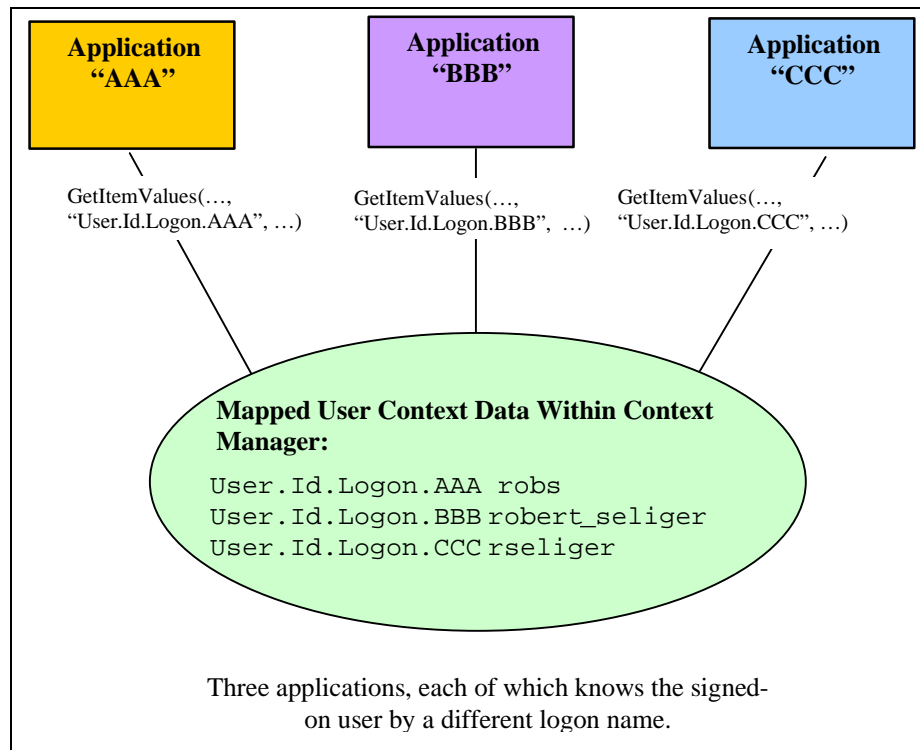 Application
“AAA”
Application
“BBB”
Application
“CCC”
GetItemValues(…,
“User.Id.Logon.AAA”, …)
GetItemValues(…,
“User.Id.Logon.BBB”, …)
GetItemValues(…,
“User.Id.Logon.CCC”, …)
Mapped User Context Data Within Context
Manager:
User.Id.Logon.AAA robs
User.Id.Logon.BBB robert_seliger
User.Id.Logon.CCC rseliger
Three applications, each of which knows the signed-
on user by a different logon name.